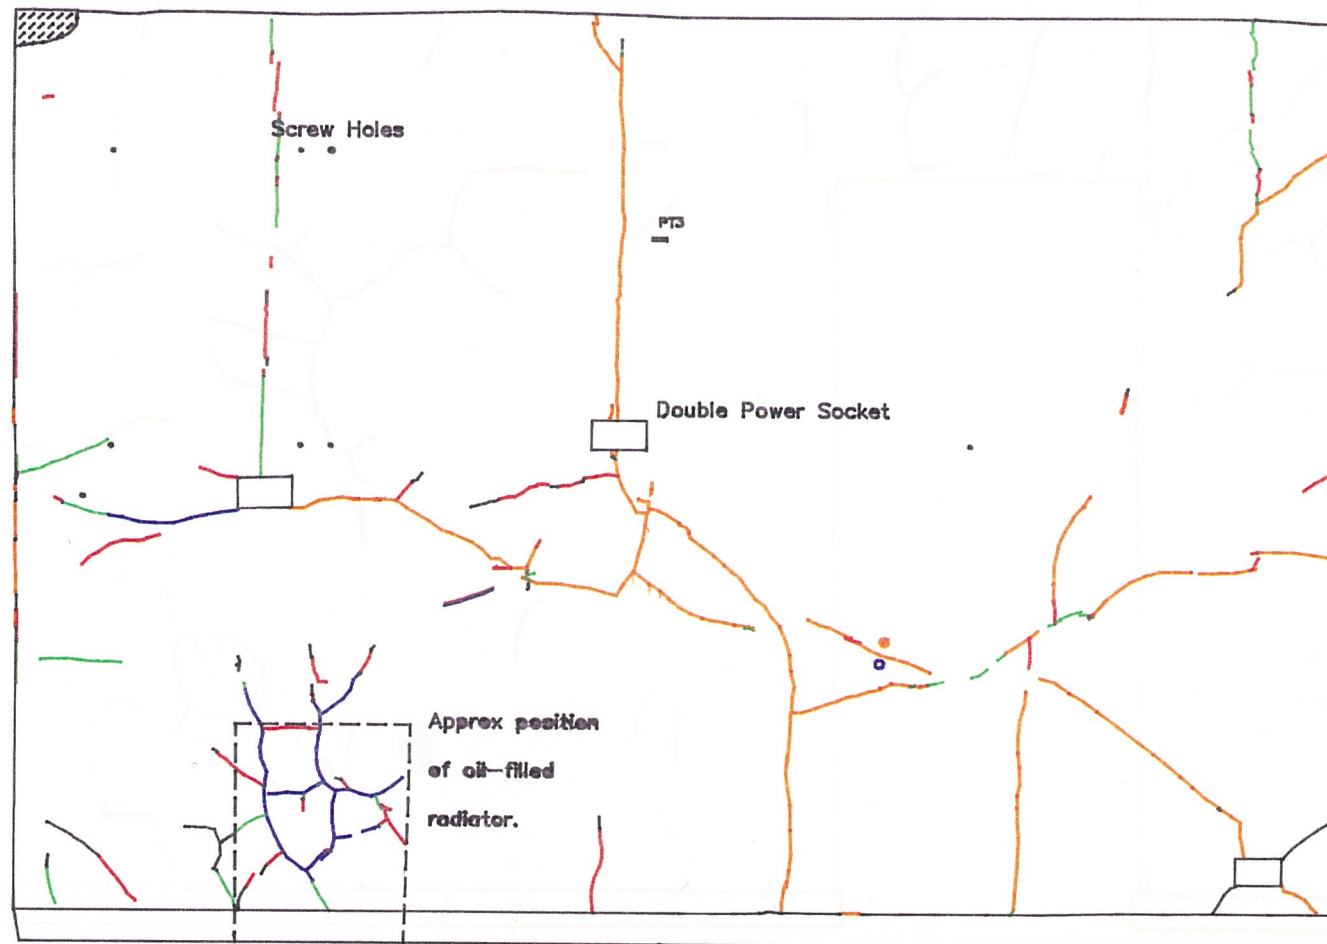 Screw Holes
PT3
Double Power Socket
Approx position
of oil-filled
radiator.